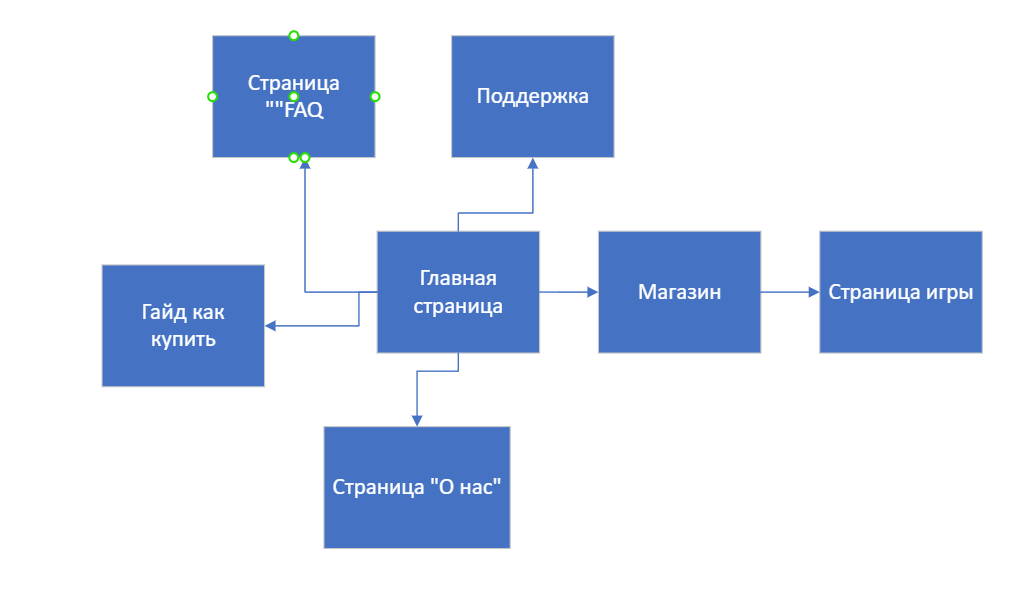 Страница
""FAQ
Поддержка
Главная
страница
Магазин
Страница игры
Гайд как
купить
Страница "О нас"